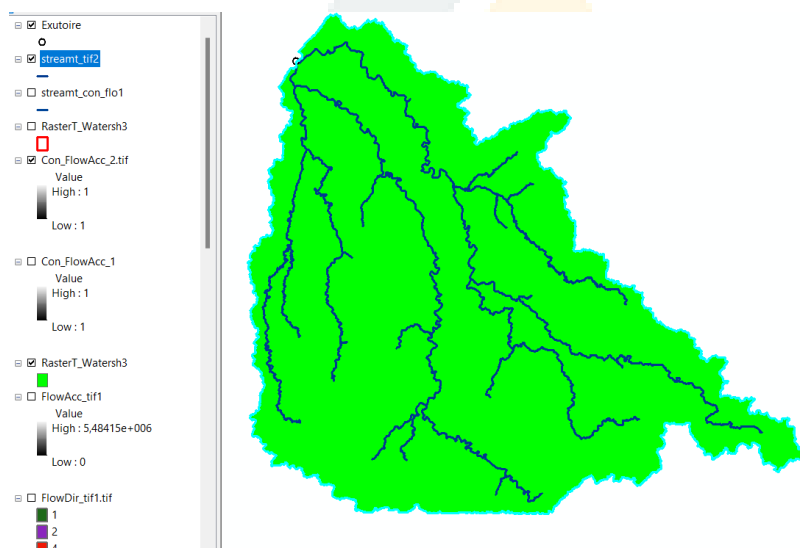 Exutoire
streamt_tif2
streamt_con_flo1
RasterT_Watersh3
Con_FlowAcc_2.tif
Value
High : 1
Low : 1
Con_FlowAcc_1
Value
High : 1
Low : 1
RasterT_Watersh3
FlowAcc_tif1
Value
High : 5,48415e+006
Low : 0
FlowDir_tif1.tif
1
2